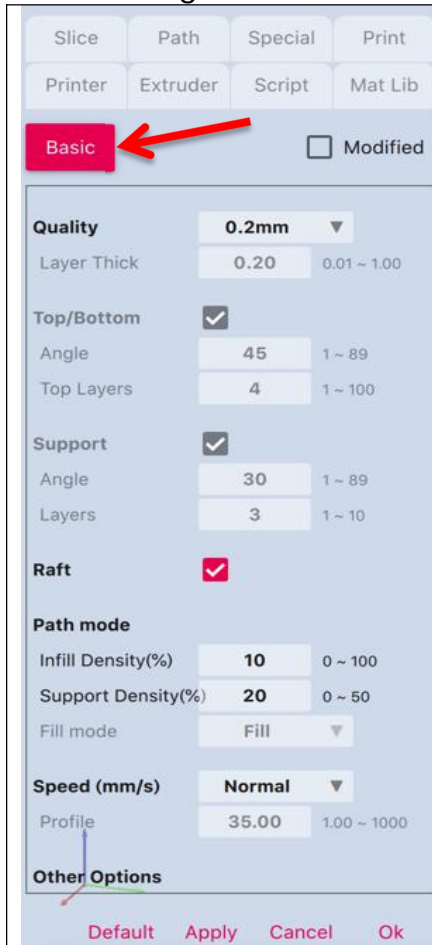 Slice Path Special Print
Printer Extruder Script Mat Lib
Basic Modified
Quality 0.2mm
Layer Thick 0.20 0.01 ~ 1.00
Top/Bottom
Angle 45 1 ~ 89
Top Layers 4 1 ~ 100
Support
Angle 30 1 ~ 89
Layers 3 1 ~ 10
Raft
Path mode
Infill Density(%) 10 0 ~ 100
Support Density(%) 20 0 ~ 50
Fill mode Fill
Speed (mm/s) Normal
Profile 35.00 1.00 ~ 1000
Other Options
Default Apply Cancel Ok